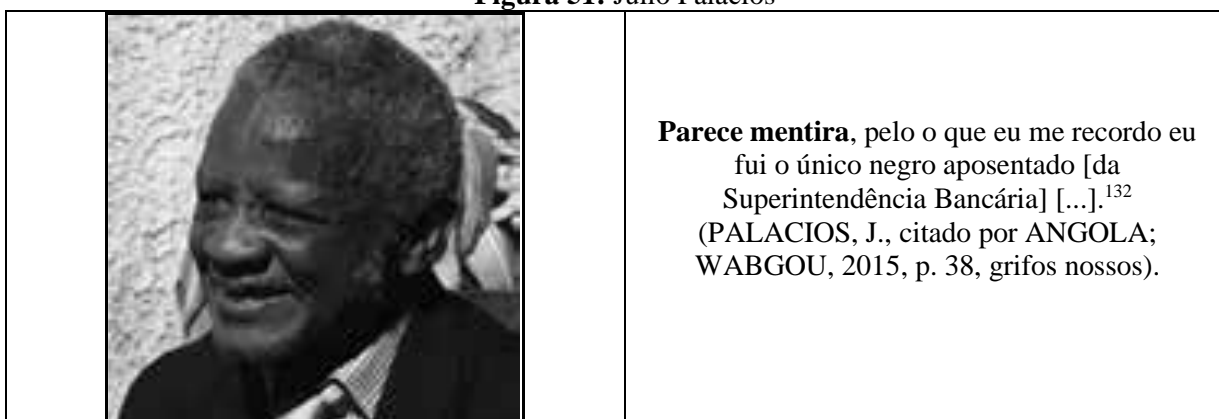 Figura 31: Julio Palacios
Parece mentira, pelo o que eu me recordo eu
fui o único negro aposentado [da
Superintendência Bancária] [...].132
(PALACIOS, J., citado por ANGOLA;
WABGOU, 2015, p. 38, grifos nossos).